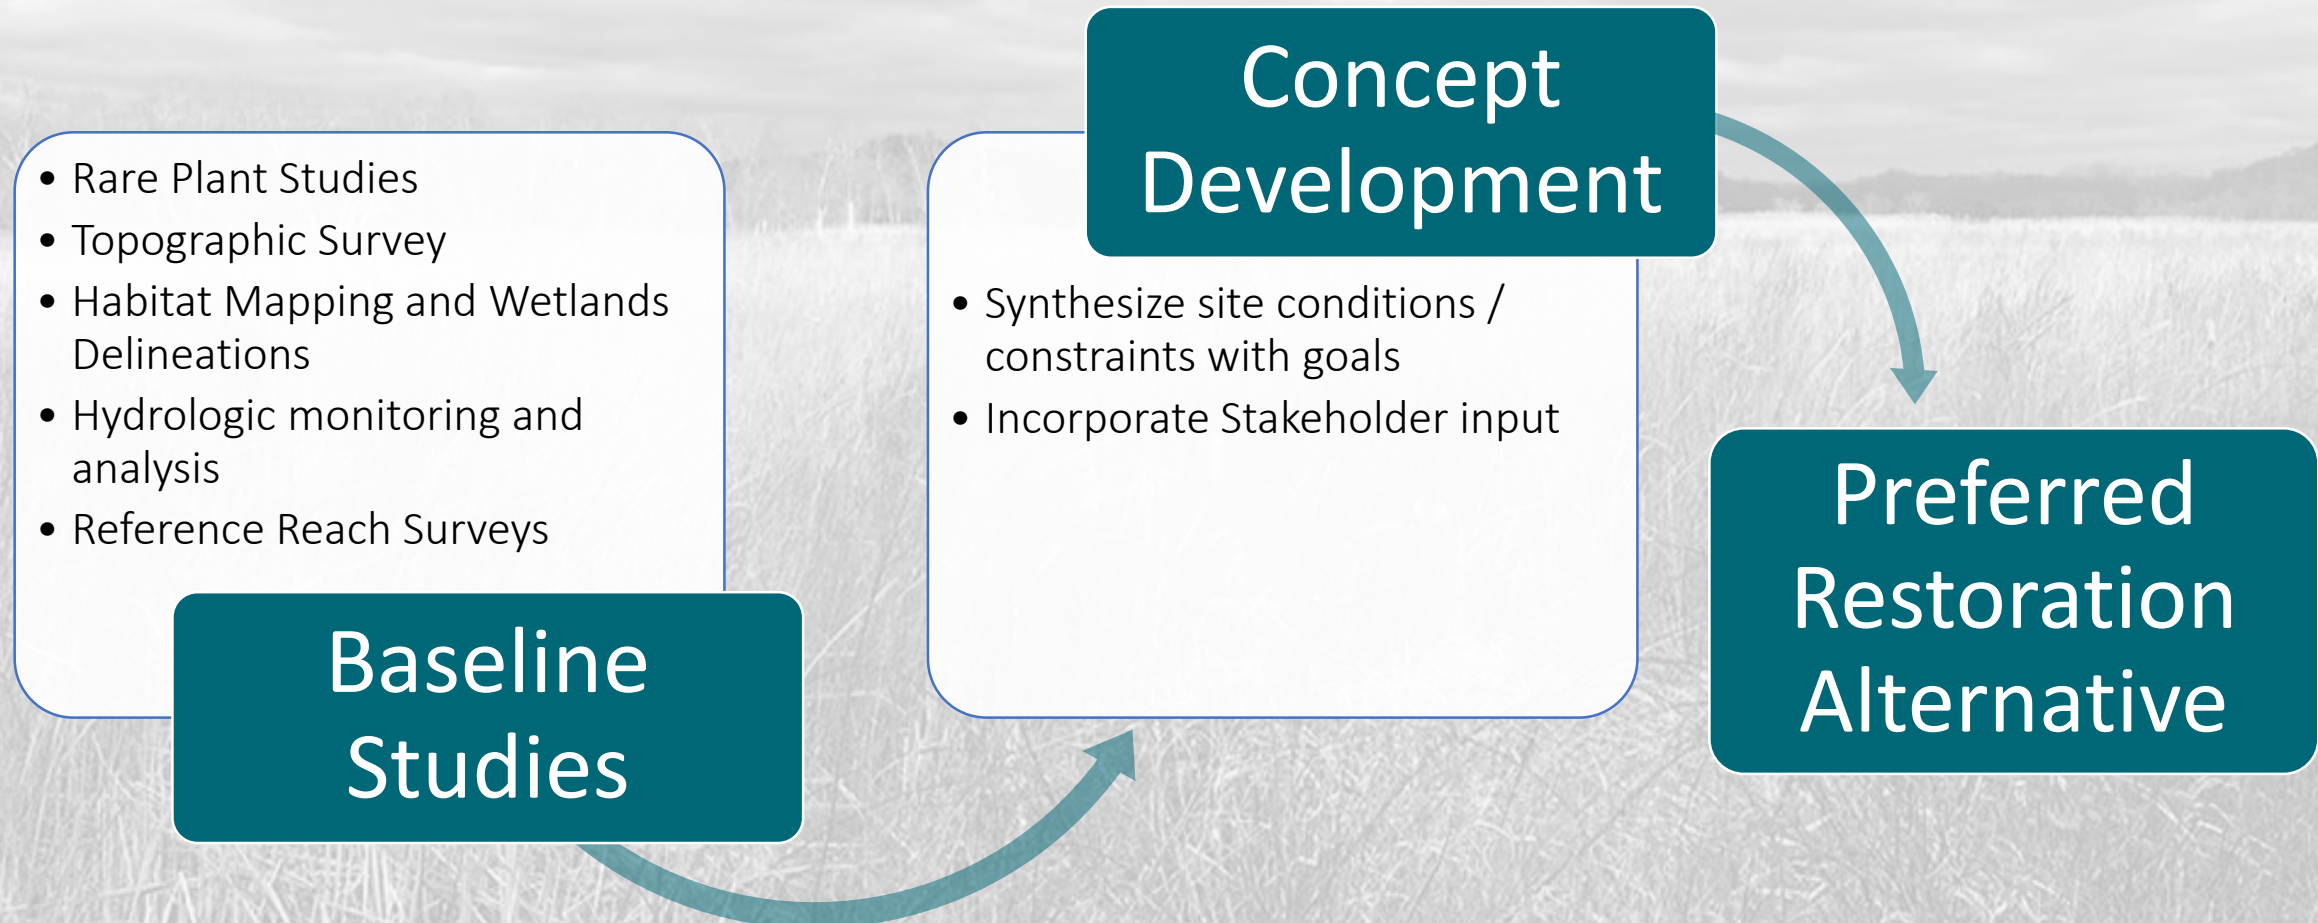 • Rare Plant Studies
• Topographic Survey
• Habitat Mapping and Wetlands
Delineations
• Hydrologic monitoring and
analysis
• Reference Reach Surveys
Baseline
Studies
Concept
Development
• Synthesize site conditions /
constraints with goals
• Incorporate Stakeholder input
Preferred
Restoration
Alternative